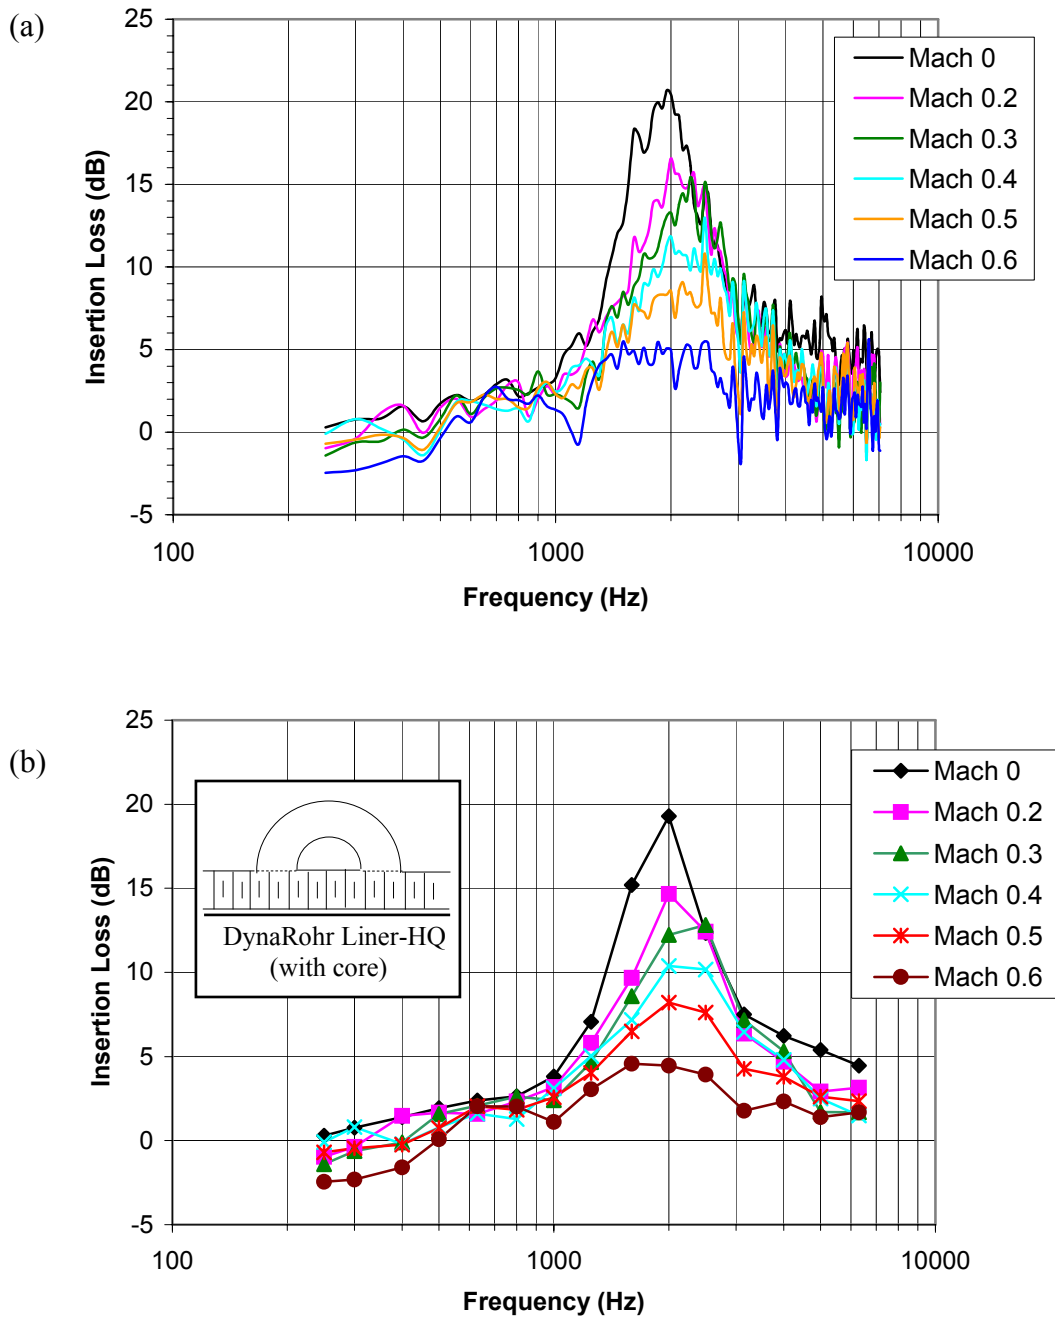 (a)
25
20
15
10
5
0
-5
Insertion Loss (dB)
100
1000
10000
Frequency (Hz)
Mach 0
Mach 0.2
Mach 0.3
Mach 0.4
Mach 0.5
Mach 0.6
(b)
25
20
15
10
5
0
-5
Insertion Loss (dB)
DynaRohr Liner-HQ
(with core)
100
1000
10000
Frequency (Hz)
Mach 0
Mach 0.2
Mach 0.3
Mach 0.4
Mach 0.5
Mach 0.6